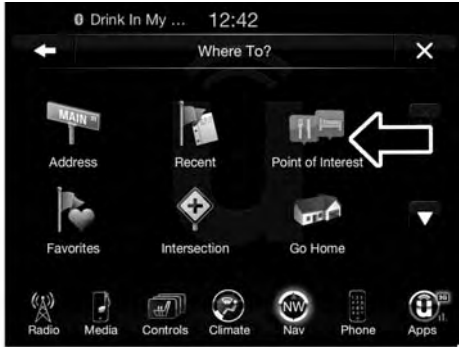 Drink In My ... 12:42
Where To?
MAIN
Address Recent Point of Interest
Favorites Intersection Go Home
NW
Radio Media Controls Climate Nav Phone Apps